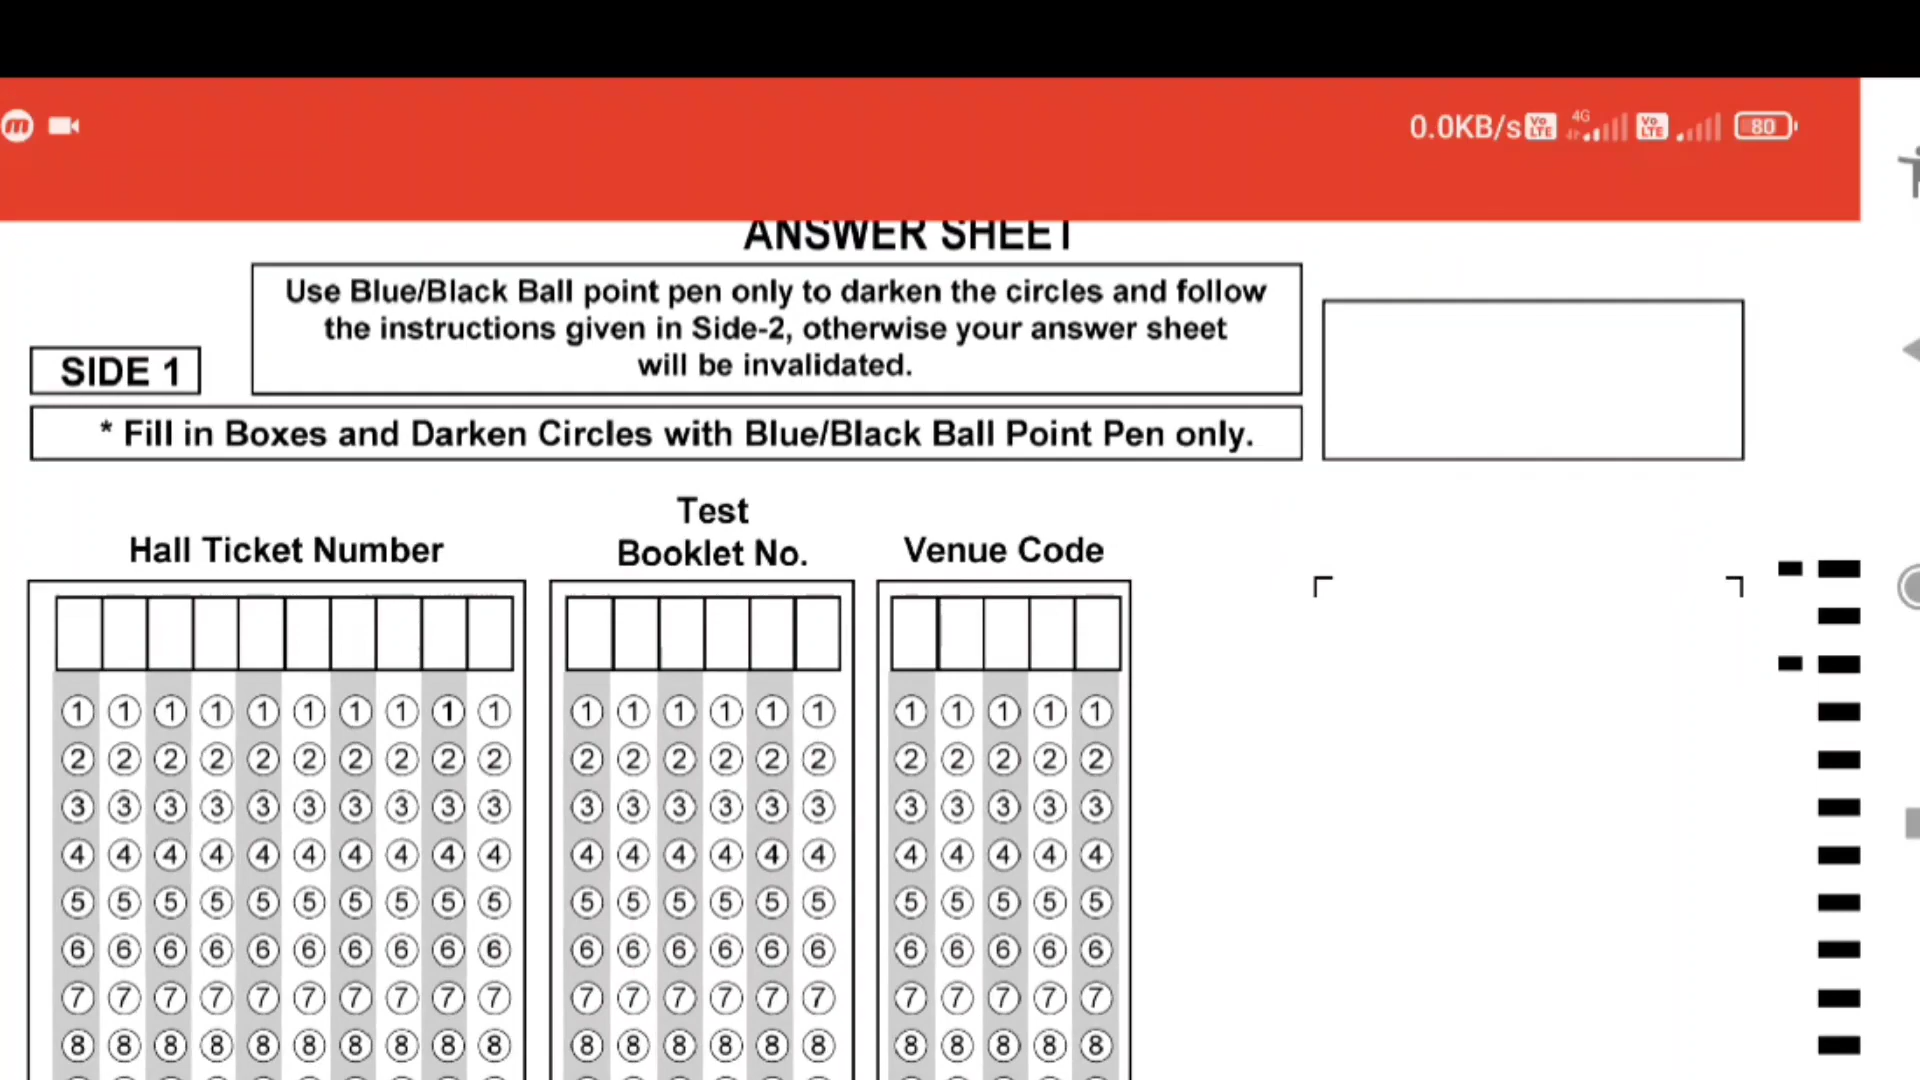 0.0KB/s Vo LTE 4G Vo LTE 80
ANSWER SHEET
Use Blue/Black Ball point pen only to darken the circles and follow
the instructions given in Side-2, otherwise your answer sheet
will be invalidated.
SIDE 1
* Fill in Boxes and Darken Circles with Blue/Black Ball Point Pen only.
Hall Ticket Number
Test
Booklet No.
Venue Code
1 1 1 1 1 1 1 1 1 1 1 1 1 1 1 1 1 1 1 1 1
2 2 2 2 2 2 2 2 2 2 2 2 2 2 2 2 2 2 2 2 2
3 3 3 3 3 3 3 3 3 3 3 3 3 3 3 3 3 3 3 3 3
4 4 4 4 4 4 4 4 4 4 4 4 4 4 4 4 4 4 4 4 4
5 5 5 5 5 5 5 5 5 5 5 5 5 5 5 5 5 5 5 5 5
6 6 6 6 6 6 6 6 6 6 6 6 6 6 6 6 6 6 6 6 6
7 7 7 7 7 7 7 7 7 7 7 7 7 7 7 7 7 7 7 7 7
8 8 8 8 8 8 8 8 8 8 8 8 8 8 8 8 8 8 8 8 8